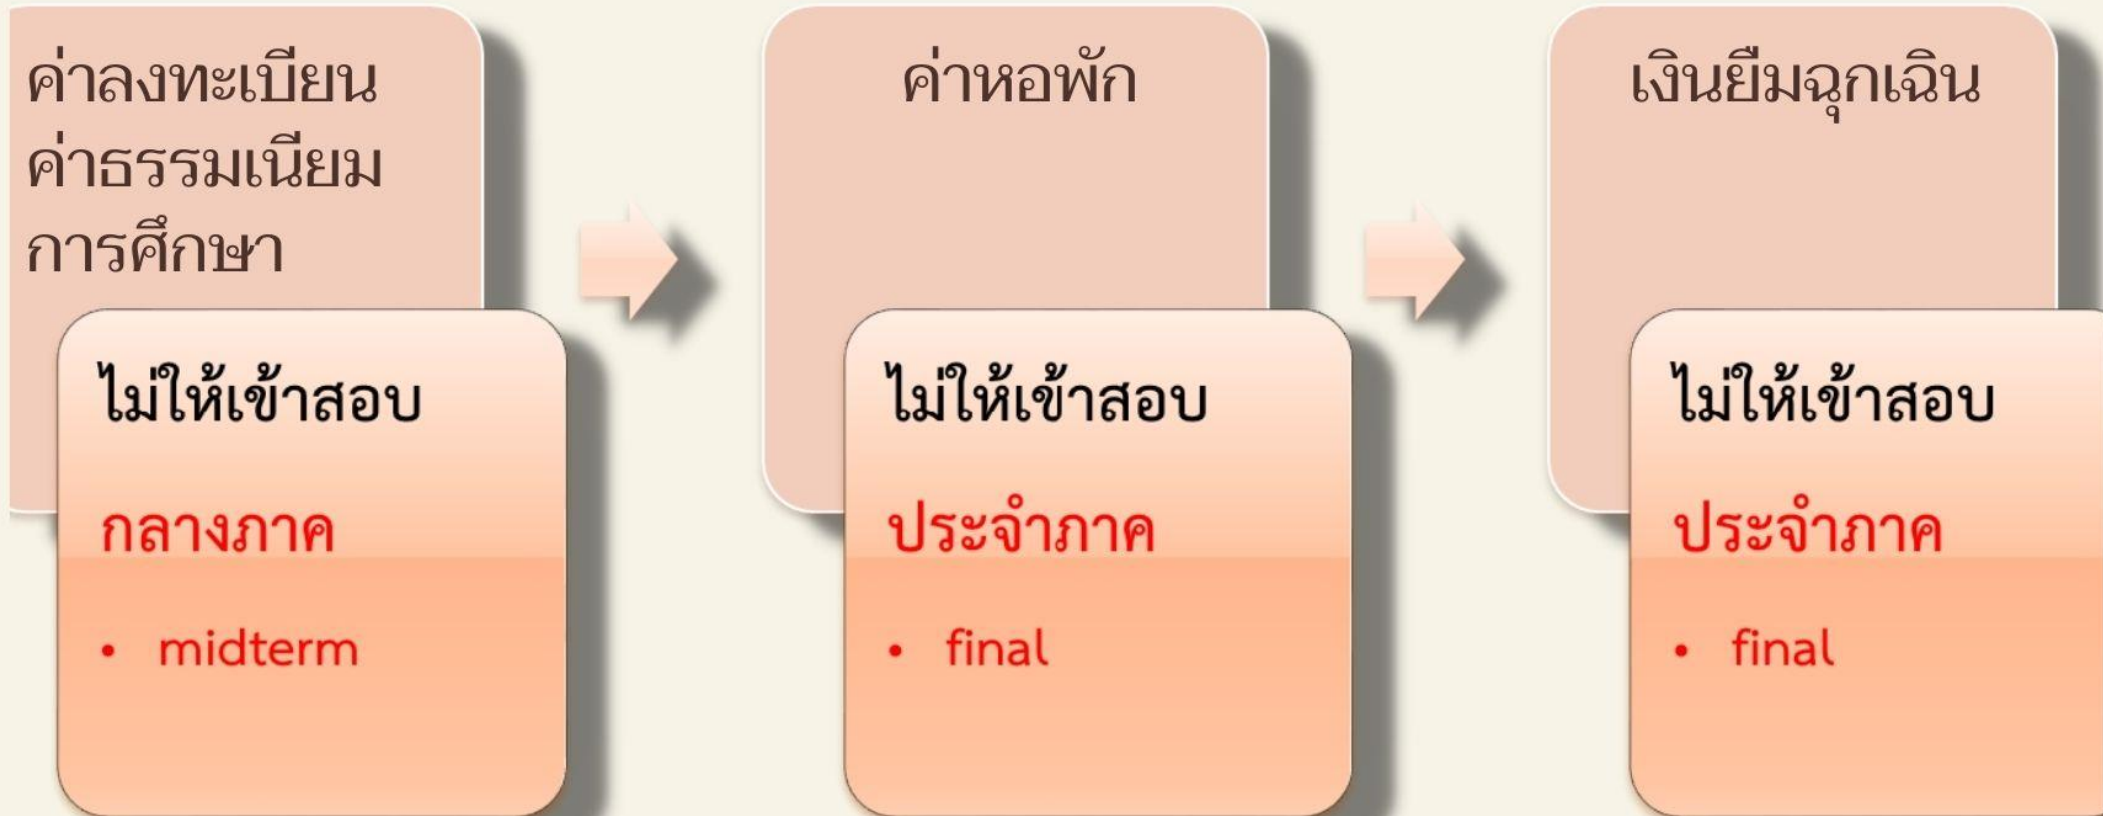 ค่าลงทะเบียน
ค่าธรรมเนียม
การศึกษา
ไม่ให้เข้าสอบ
กลางภาค
• midterm
ค่าหอพัก
ไม่ให้เข้าสอบ
ประจำภาค
• final
เงินยืมฉุกเฉิน
ไม่ให้เข้าสอบ
ประจำภาค
• final